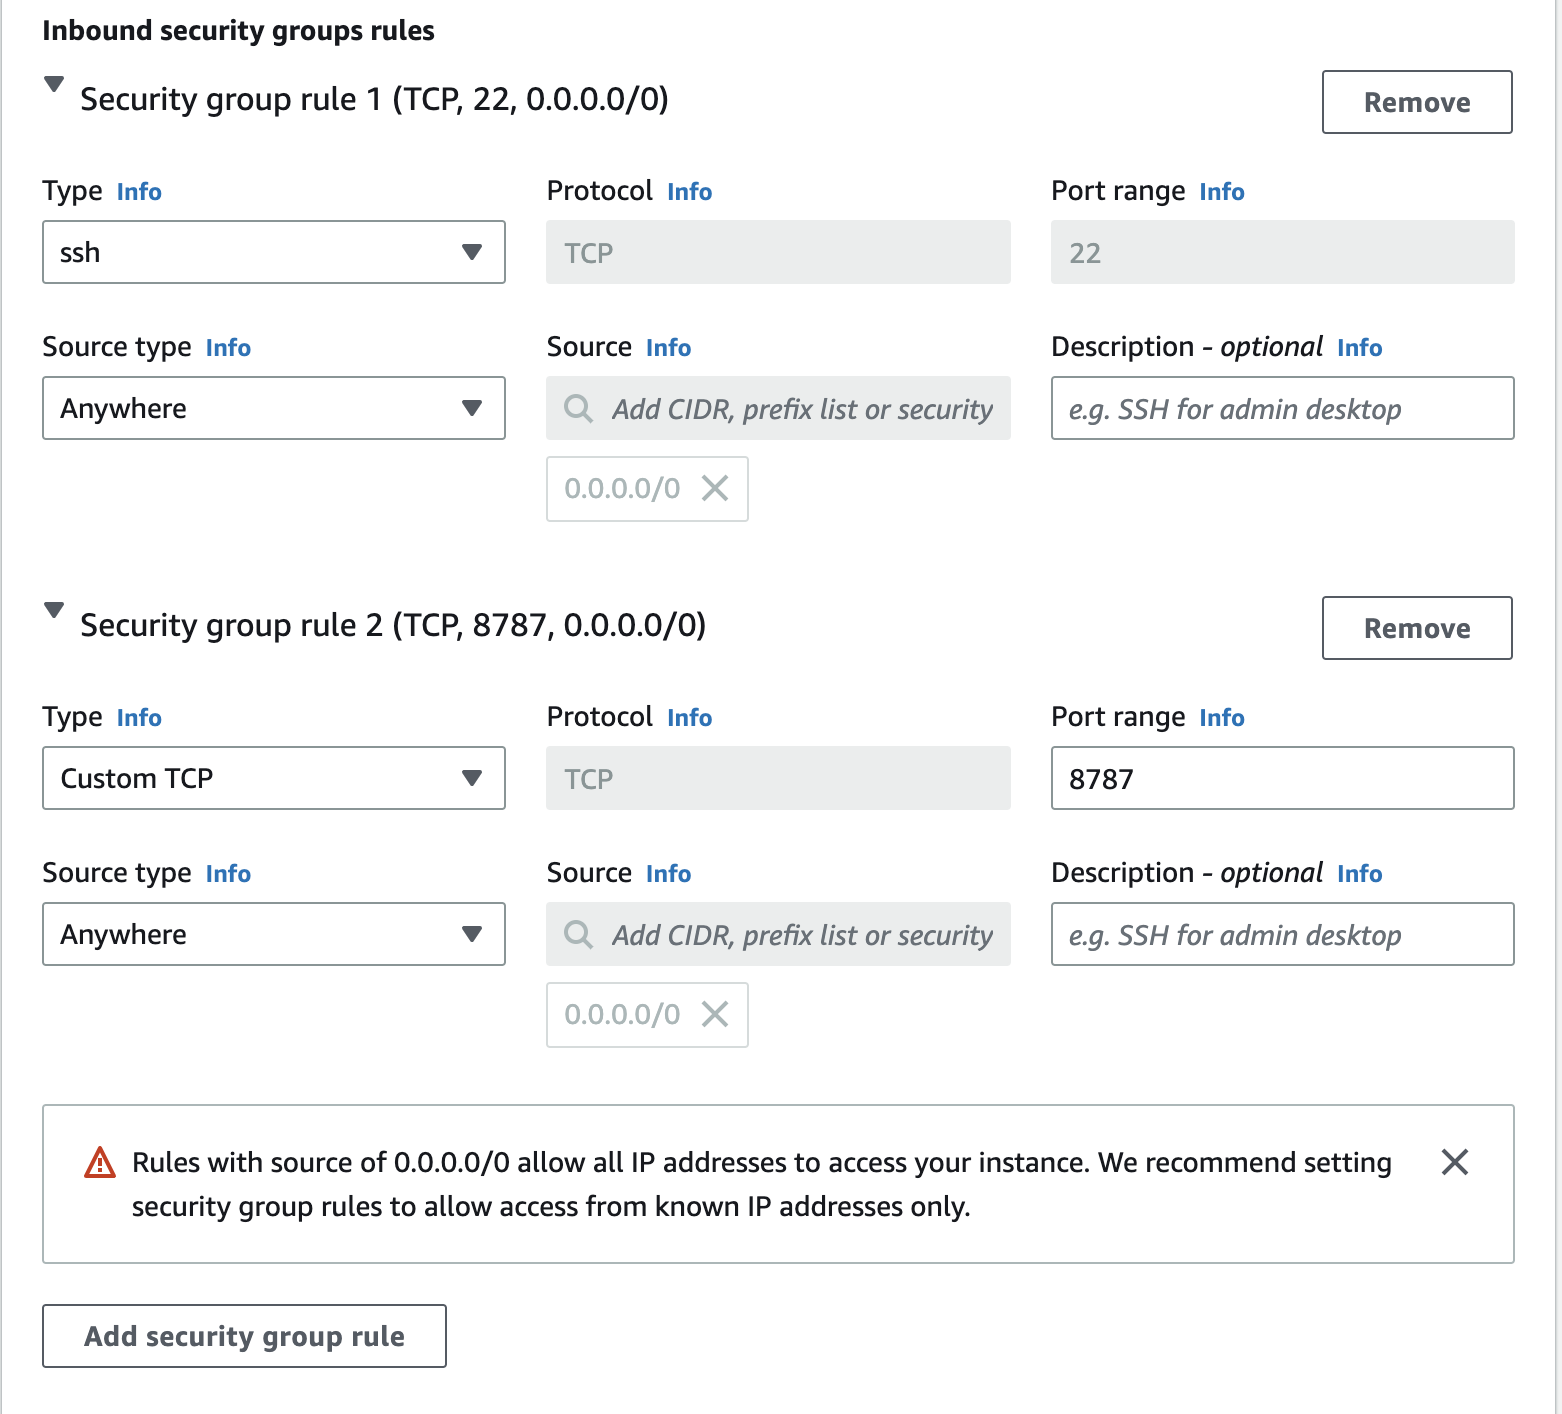 Inbound security groups rules
Security group rule 1 (TCP, 22, 0.0.0.0/0)
Remove
Type Info
Protocol Info
Port range Info
ssh
TCP
22
Source type Info
Source Info
Description - optional Info
Anywhere
Add CIDR, prefix list or security
e.g. SSH for admin desktop
0.0.0.0/0
Security group rule 2 (TCP, 8787, 0.0.0.0/0)
Remove
Type Info
Protocol Info
Port range Info
Custom TCP
TCP
8787
Source type Info
Source Info
Description - optional Info
Anywhere
Add CIDR, prefix list or security
e.g. SSH for admin desktop
0.0.0.0/0
Rules with source of 0.0.0.0/0 allow all IP addresses to access your instance. We recommend setting
security group rules to allow access from known IP addresses only.
Add security group rule